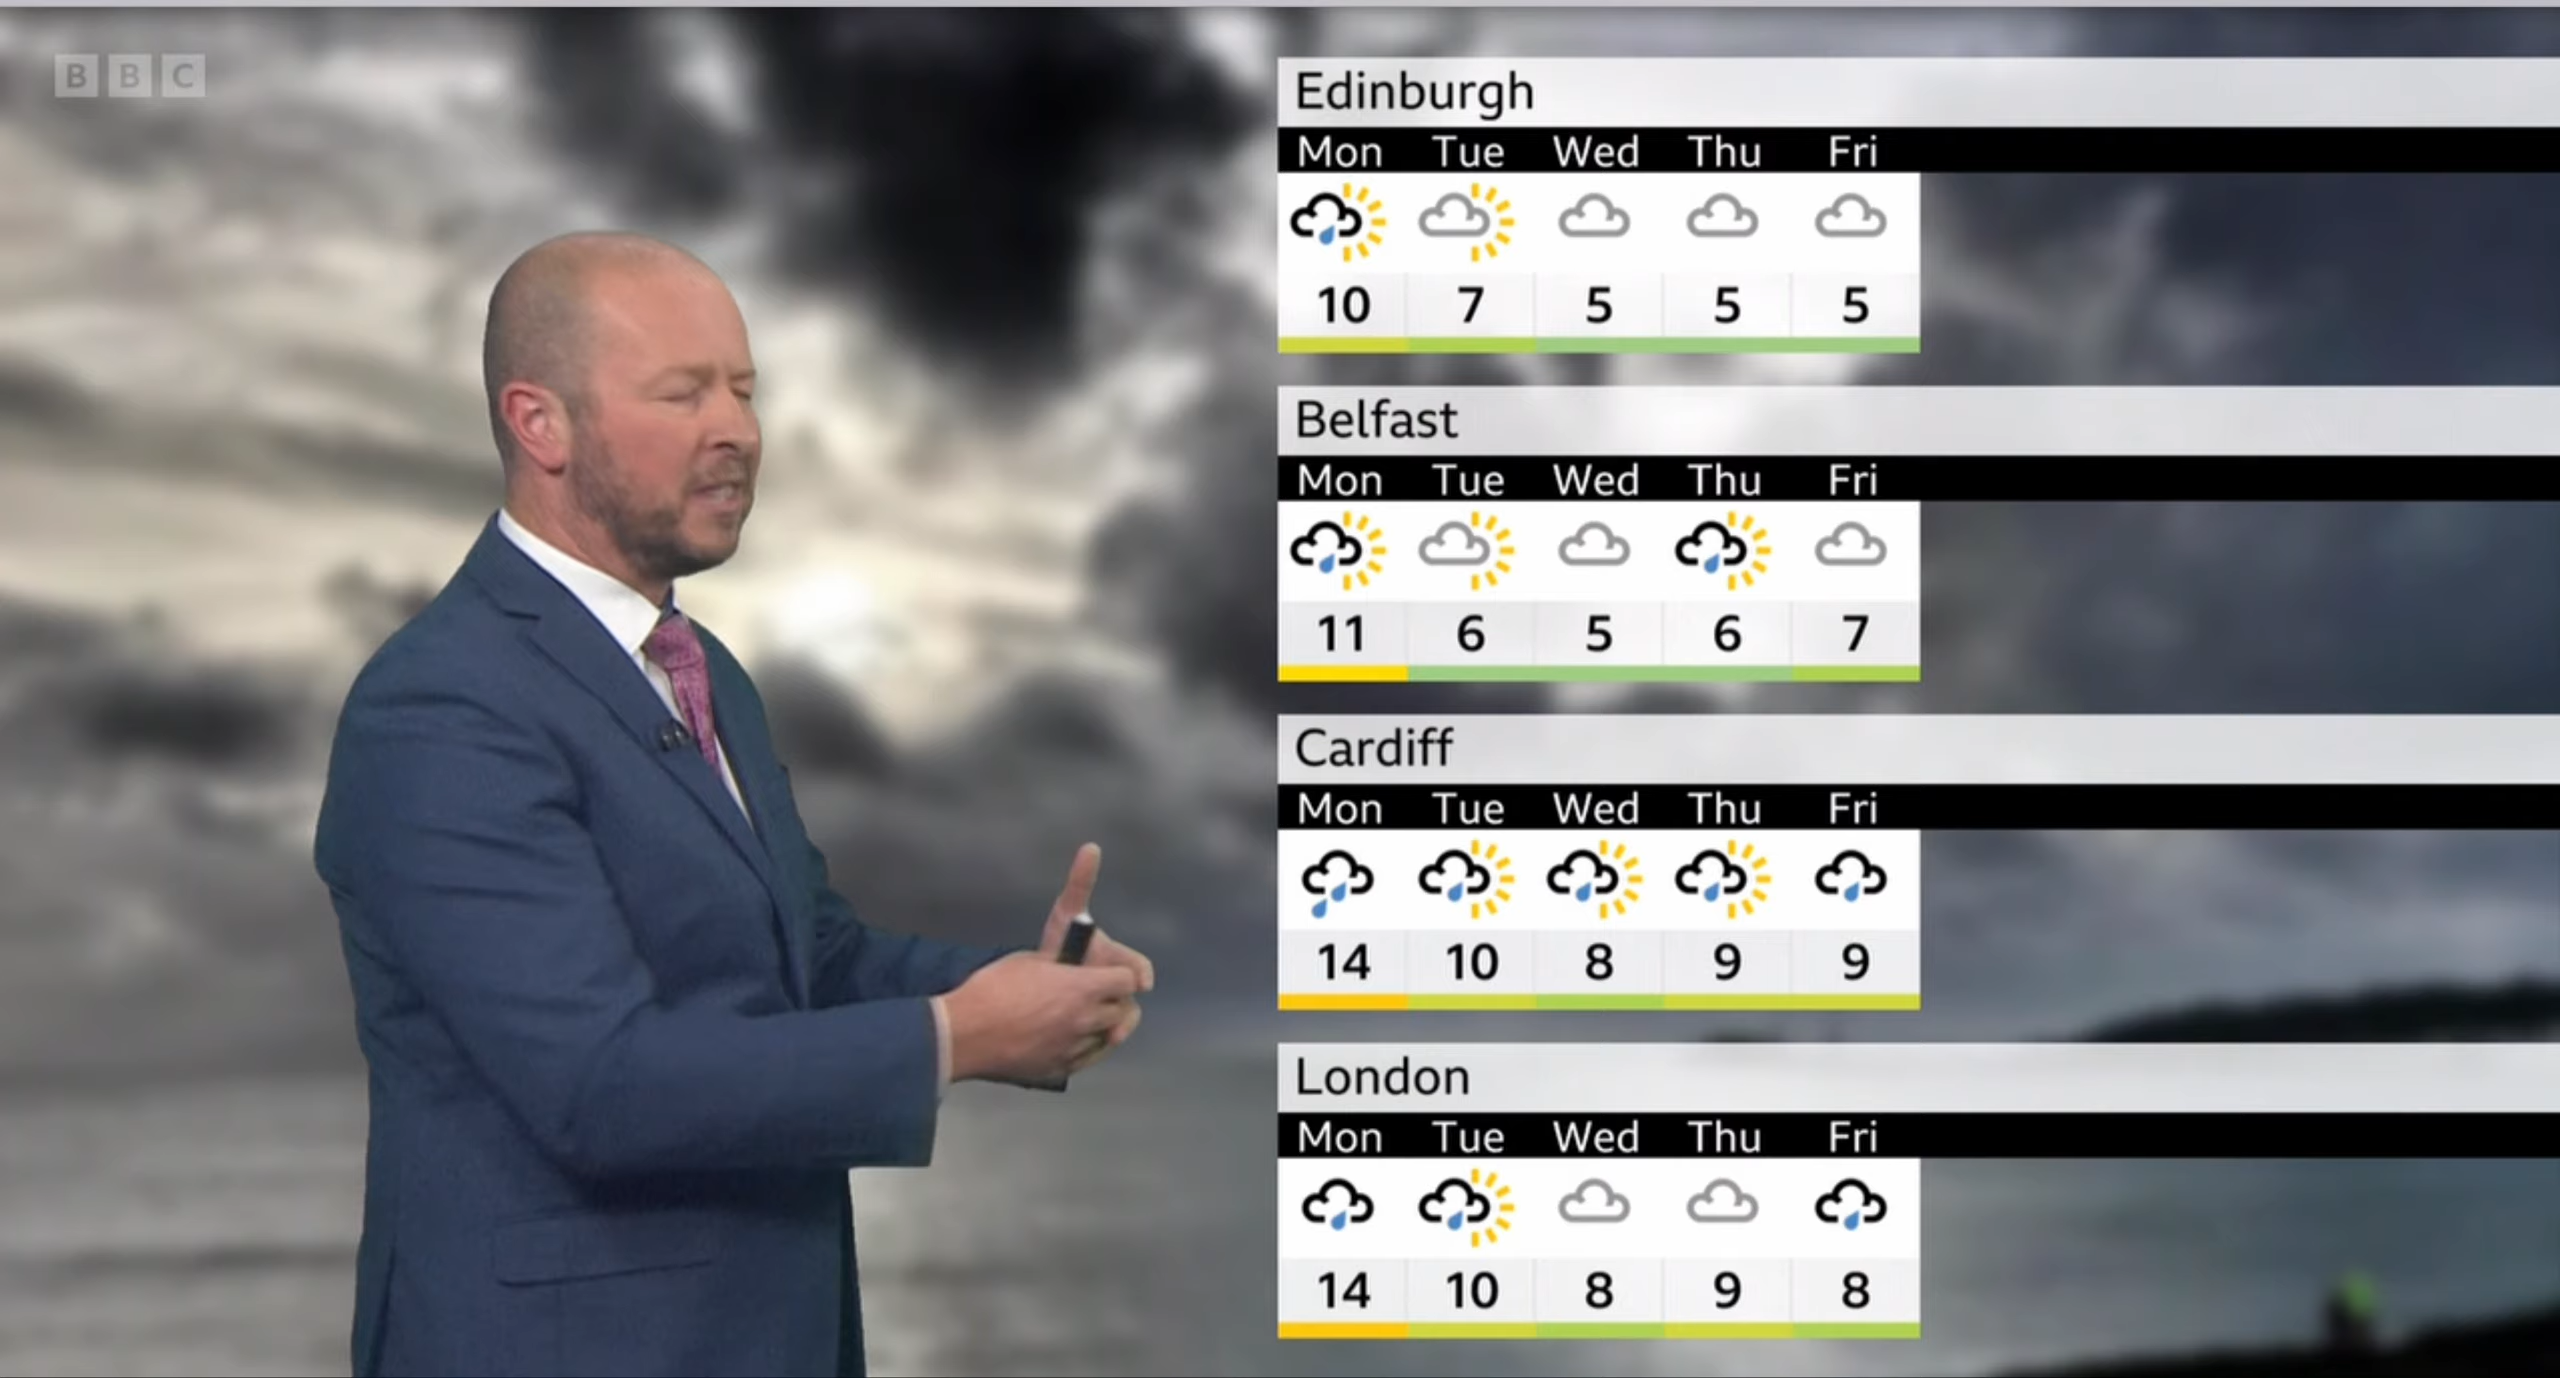 BBC
Edinburgh
Mon Tue Wed Thu Fri
10 7 5 5 5
Belfast
Mon Tue Wed Thu Fri
11 6 5 6 7
Cardiff
Mon Tue Wed Thu Fri
14 10 8 9 9
London
Mon Tue Wed Thu Fri
14 10 8 9 8